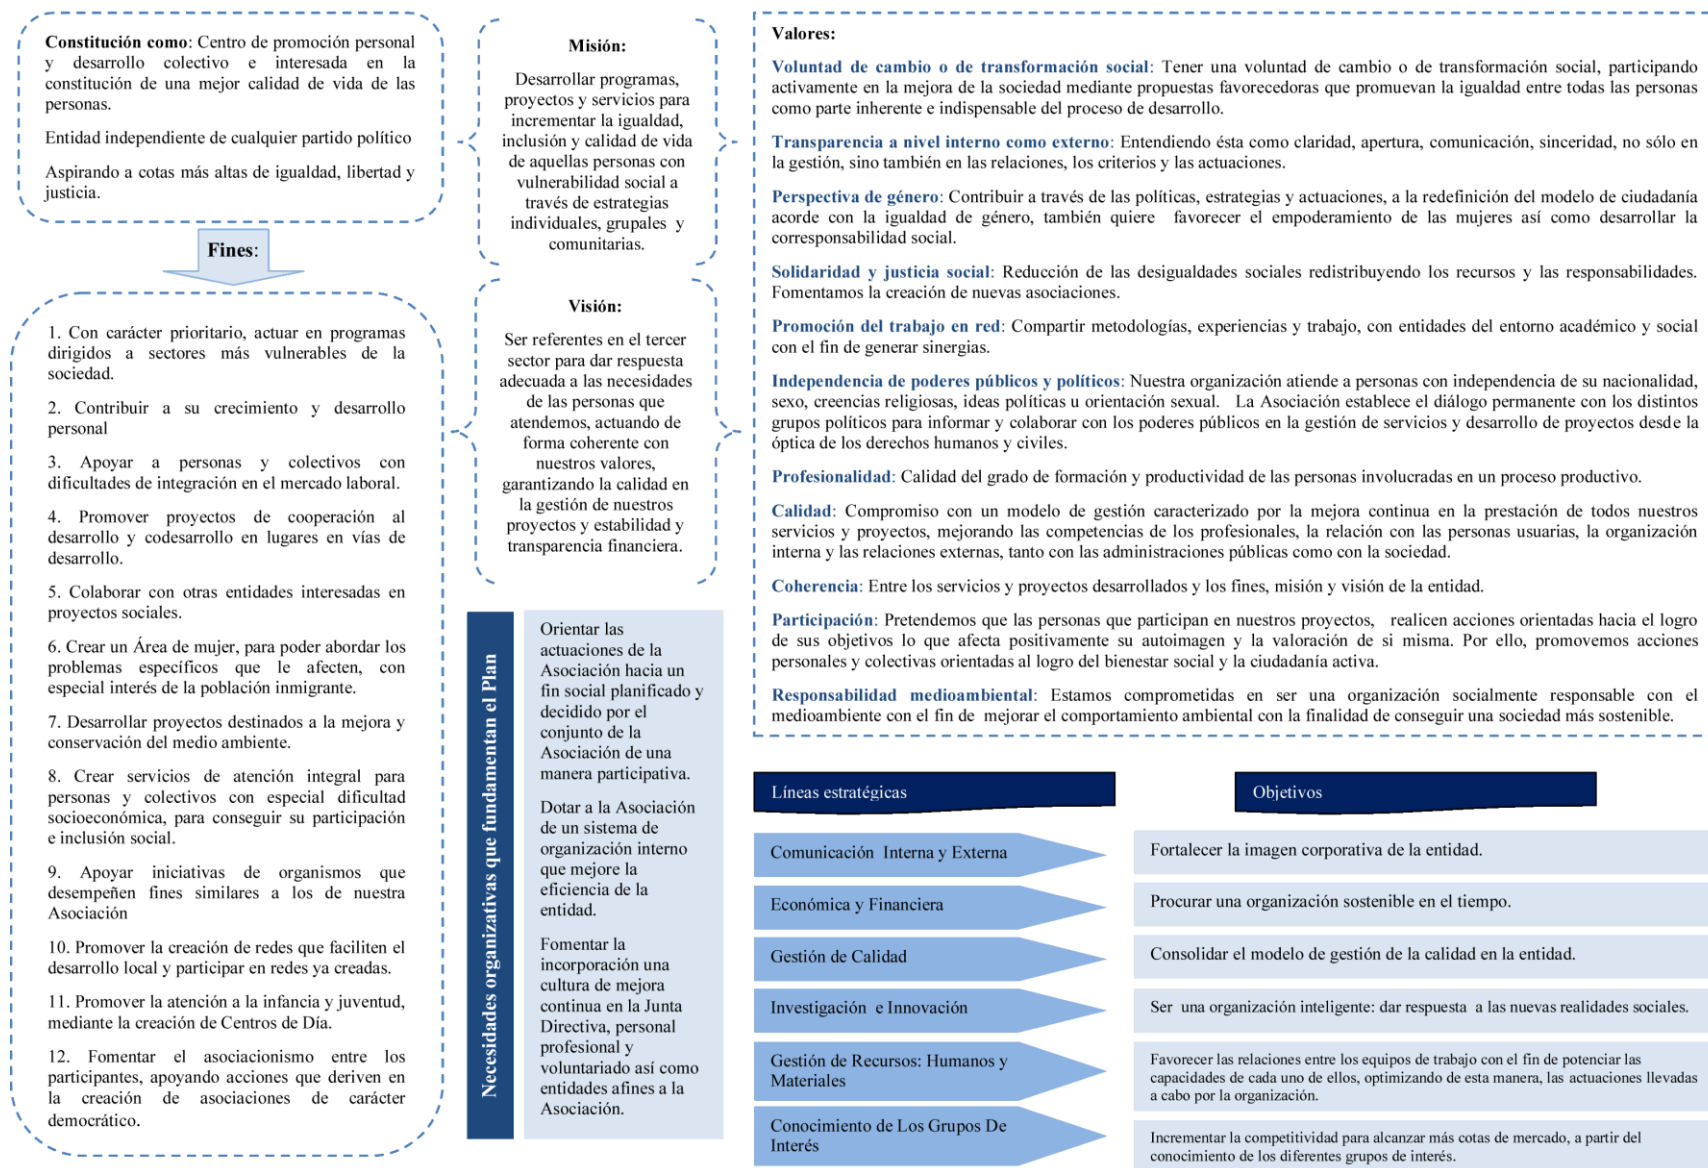 Constitución como: Centro de promoción personal
y desarrollo colectivo e interesada en la
constitución de una mejor calidad de vida de las
personas.
Entidad independiente de cualquier partido político
Aspirando a cotas más altas de igualdad, libertad y
justicia.
Fines:
1. Con carácter prioritario, actuar en programas
dirigidos a sectores más vulnerables de la
sociedad.
2. Contribuir a su crecimiento y desarrollo
personal
3. Apoyar a personas y colectivos con
dificultades de integración en el mercado laboral.
4. Promover proyectos de cooperación al
desarrollo y codesarrollo en lugares en vías de
desarrollo.
5. Colaborar con otras entidades interesadas en
proyectos sociales.
6. Crear un Área de mujer, para poder abordar los
problemas específicos que le afecten, con
especial interés de la población inmigrante.
7. Desarrollar proyectos destinados a la mejora y
conservación del medio ambiente.
8. Crear servicios de atención integral para
personas y colectivos con especial dificultad
socioeconómica, para conseguir su participación
e inclusión social.
9. Apoyar iniciativas de organismos que
desempeñen fines similares a los de nuestra
Asociación
10. Promover la creación de redes que faciliten el
desarrollo local y participar en redes ya creadas.
11. Promover la atención a la infancia y juventud,
mediante la creación de Centros de Día.
12. Fomentar el asociacionismo entre los
participantes, apoyando acciones que deriven en
la creación de asociaciones de carácter
democrático.
Misión:
Desarrollar programas,
proyectos y servicios para
incrementar la igualdad,
inclusión y calidad de vida
de aquellas personas con
vulnerabilidad social a
través de estrategias
individuales, grupales y
comunitarias.
Visión:
Ser referentes en el tercer
sector para dar respuesta
adecuada a las necesidades
de las personas que
atendemos, actuando de
forma coherente con
nuestros valores,
garantizando la calidad en
la gestión de nuestros
proyectos y estabilidad y
transparencia financiera.
Necesidades organizativas que fundamentan el Plan
Orientar las
actuaciones de la
Asociación hacia un
fin social planificado y
decidido por el
conjunto de la
Asociación de una
manera participativa.
Dotar a la Asociación
de un sistema de
organización interno
que mejore la
eficiencia de la
entidad.
Fomentar la
incorporación una
cultura de mejora
continua en la Junta
Directiva, personal
profesional y
voluntariado así como
entidades afines a la
Asociación.
Valores:
Voluntad de cambio o de transformación social: Tener una voluntad de cambio o de transformación social, participando
activamente en la mejora de la sociedad mediante propuestas favorecedoras que promuevan la igualdad entre todas las personas
como parte inherente e indispensable del proceso de desarrollo.
Transparencia a nivel interno como externo: Entendiendo ésta como claridad, apertura, comunicación, sinceridad, no sólo en
la gestión, sino también en las relaciones, los criterios y las actuaciones.
Perspectiva de género: Contribuir a través de las políticas, estrategias y actuaciones, a la redefinición del modelo de ciudadanía
acorde con la igualdad de género, también quiere favorecer el empoderamiento de las mujeres así como desarrollar la
corresponsabilidad social.
Solidaridad y justicia social: Reducción de las desigualdades sociales redistribuyendo los recursos y las responsabilidades.
Fomentamos la creación de nuevas asociaciones.
Promoción del trabajo en red: Compartir metodologías, experiencias y trabajo, con entidades del entorno académico y social
con el fin de generar sinergias.
Independencia de poderes públicos y políticos: Nuestra organización atiende a personas con independencia de su nacionalidad,
sexo, creencias religiosas, ideas políticas u orientación sexual. La Asociación establece el diálogo permanente con los distintos
grupos políticos para informar y colaborar con los poderes públicos en la gestión de servicios y desarrollo de proyectos desde la
óptica de los derechos humanos y civiles.
Profesionalidad: Calidad del grado de formación y productividad de las personas involucradas en un proceso productivo.
Calidad: Compromiso con un modelo de gestión caracterizado por la mejora continua en la prestación de todos nuestros
servicios y proyectos, mejorando las competencias de los profesionales, la relación con las personas usuarias, la organización
interna y las relaciones externas, tanto con las administraciones públicas como con la sociedad.
Coherencia: Entre los servicios y proyectos desarrollados y los fines, misión y visión de la entidad.
Participación: Pretendemos que las personas que participan en nuestros proyectos, realicen acciones orientadas hacia el logro
de sus objetivos lo que afecta positivamente su autoimagen y la valoración de si misma. Por ello, promovemos acciones
personales y colectivas orientadas al logro del bienestar social y la ciudadanía activa.
Responsabilidad medioambiental: Estamos comprometidas en ser una organización socialmente responsable con el
medioambiente con el fin de mejorar el comportamiento ambiental con la finalidad de conseguir una sociedad más sostenible.
Líneas estratégicas
Objetivos
Comunicación Interna y Externa
Fortalecer la imagen corporativa de la entidad.
Económica y Financiera
Procurar una organización sostenible en el tiempo.
Gestión de Calidad
Consolidar el modelo de gestión de la calidad en la entidad.
Investigación e Innovación
Ser una organización inteligente: dar respuesta a las nuevas realidades sociales.
Gestión de Recursos: Humanos y
Materiales
Favorecer las relaciones entre los equipos de trabajo con el fin de potenciar las
capacidades de cada uno de ellos, optimizando de esta manera, las actuaciones llevadas
a cabo por la organización.
Conocimiento de Los Grupos De
Interés
Incrementar la competitividad para alcanzar más cotas de mercado, a partir del
conocimiento de los diferentes grupos de interés.